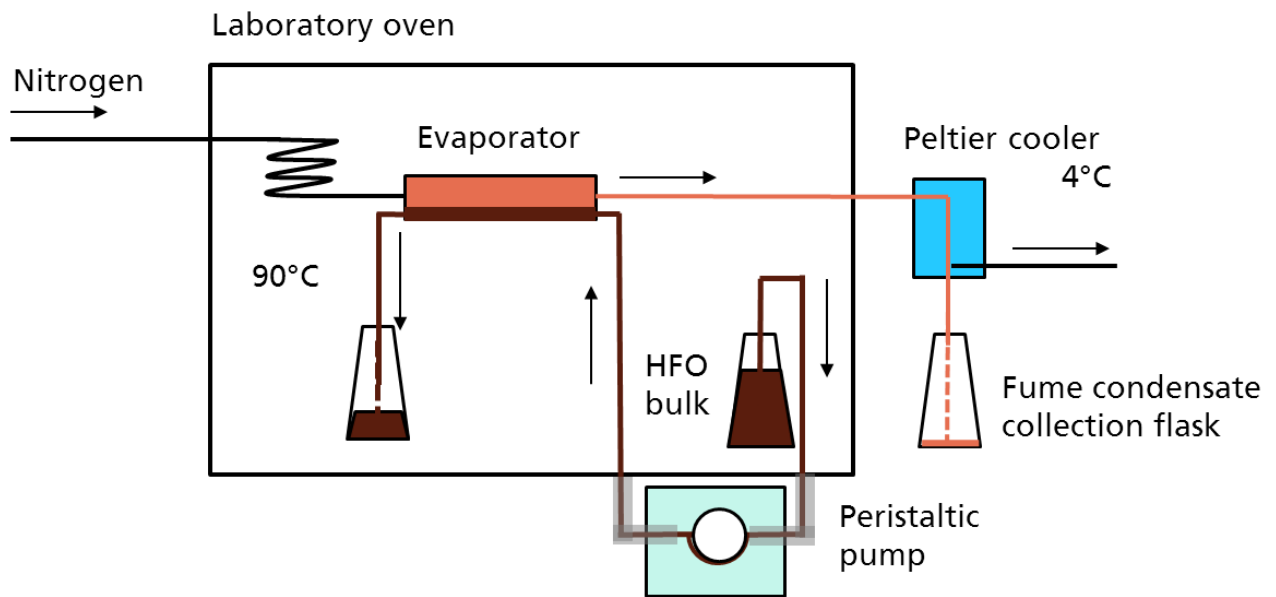 Laboratory oven
Nitrogen
Evaporator
Peltier cooler
4°C
90°C
HFO
bulk
Fume condensate
collection flask
Peristaltic
pump